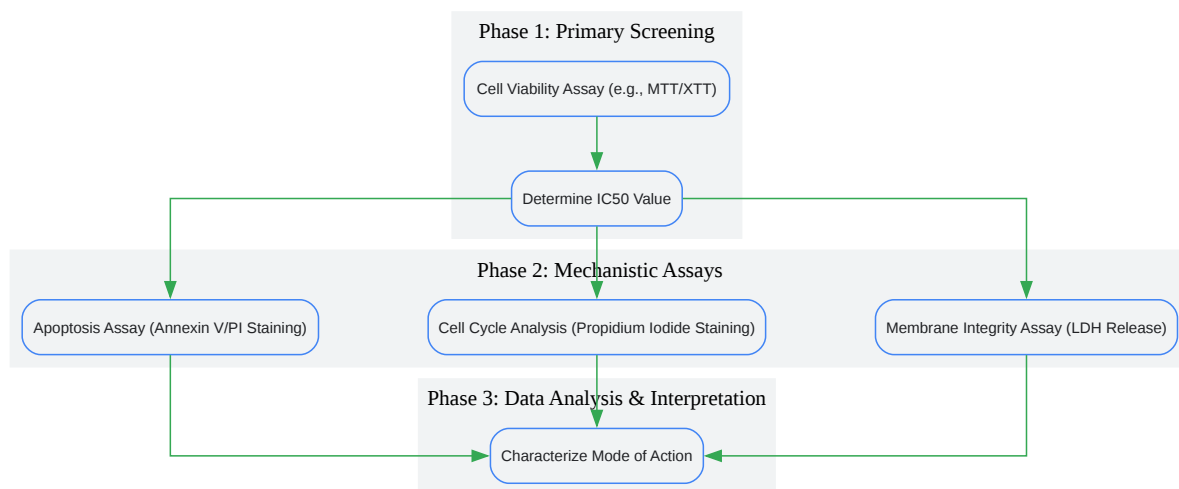 Phase 1: Primary Screening
Cell Viability Assay (e.g., MTT/XTT)
Determine IC50 Value
Phase 2: Mechanistic Assays
Apoptosis Assay (Annexin V/PI Staining)
Cell Cycle Analysis (Propidium Iodide Staining)
Membrane Integrity Assay (LDH Release)
Phase 3: Data Analysis & Interpretation
Characterize Mode of Action